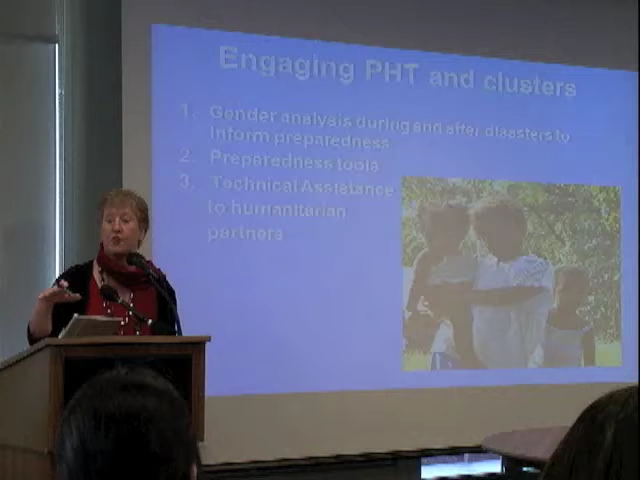 Engaging PHT and clusters
1. Gender analysis during and after disasters to
inform preparedness
2. Preparedness tools
3. Technical Assistance
to humanitarian
partners